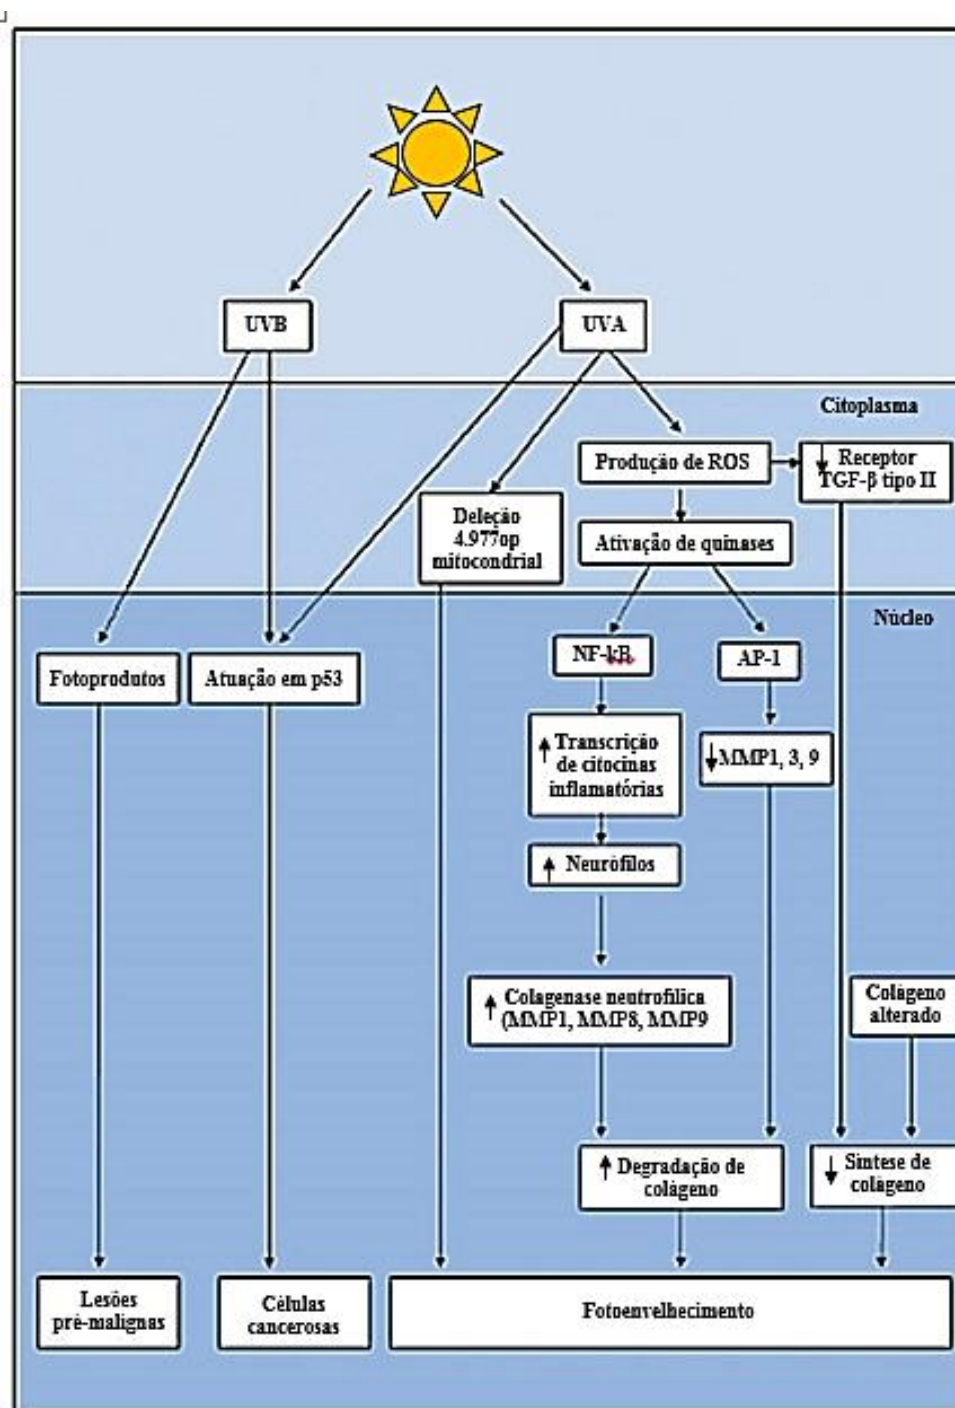 UVB
UVA
Citoplasma
Produção de ROS
↓ Receptor
TGF-β tipo II
Deleção
4.977op
mitocondrial
Ativação de quinases
Núcleo
NF-kB
AP-1
Fotoprodutos
Atuação em p53
↑ Transcrição
de citocinas
inflamatórias
↓MMP1, 3, 9
↑ Neurófilos
↑ Colagenase neutrofílica
(MMP1, MMP8, MMP9
Colágeno
alterado
↑ Degradação de
colágeno
↓ Síntese de
colágeno
Lesões
pré-malignas
Células
cancerosas
Fotoenvelhecimento